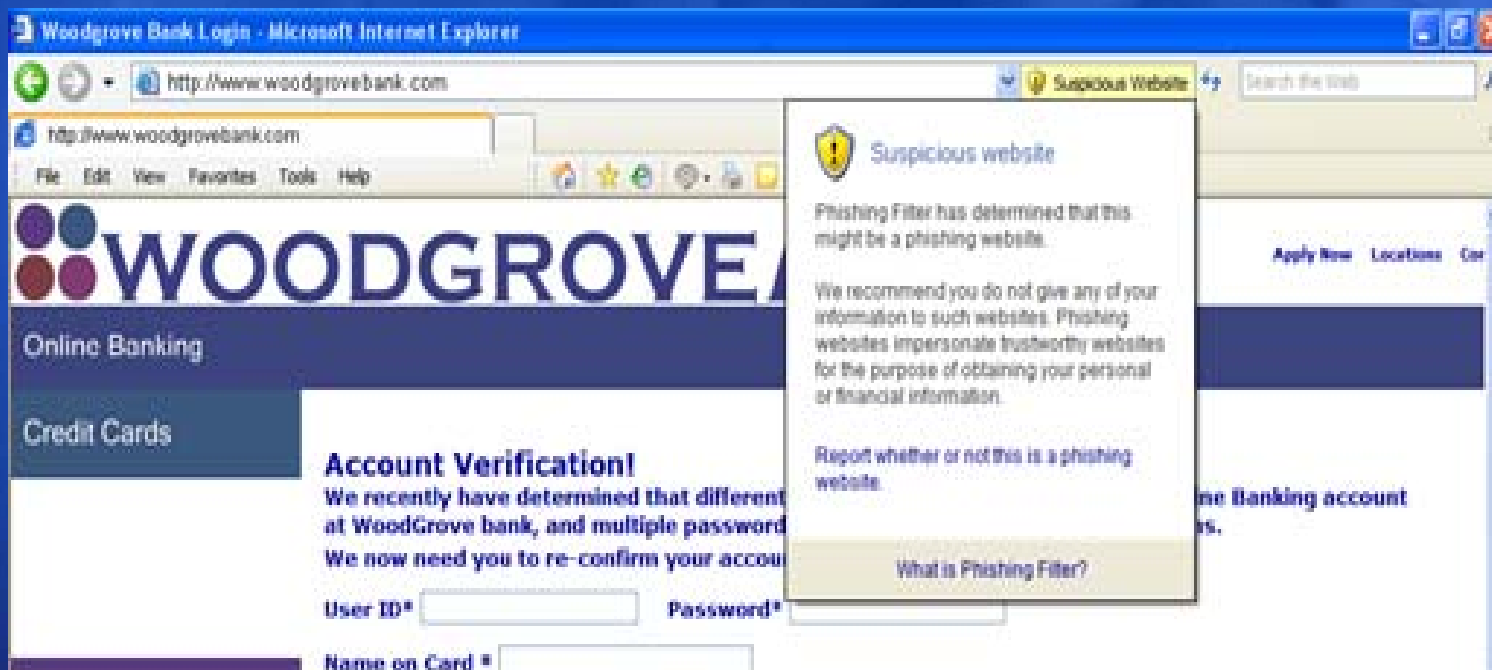 Woodgrove Bank Login - Microsoft Internet Explorer
http://www.woodgrovebank.com
Suspicious Website
Search the Web
http://www.woodgrovebank.com
File Edit View Favorites Tools Help
Suspicious website
Phishing Filter has determined that this
might be a phishing website.
We recommend you do not give any of your
information to such websites. Phishing
websites impersonate trustworthy websites
for the purpose of obtaining your personal
or financial information.
Report whether or not this is a phishing
website.
What is Phishing Filter?
WOODGROVE
Apply Now Locations
Online Banking
Credit Cards
Account Verification!
We recently have determined that different
Banking account
at WoodGrove bank, and multiple password
We now need you to re-confirm your
User ID* Password*
Name on Card *